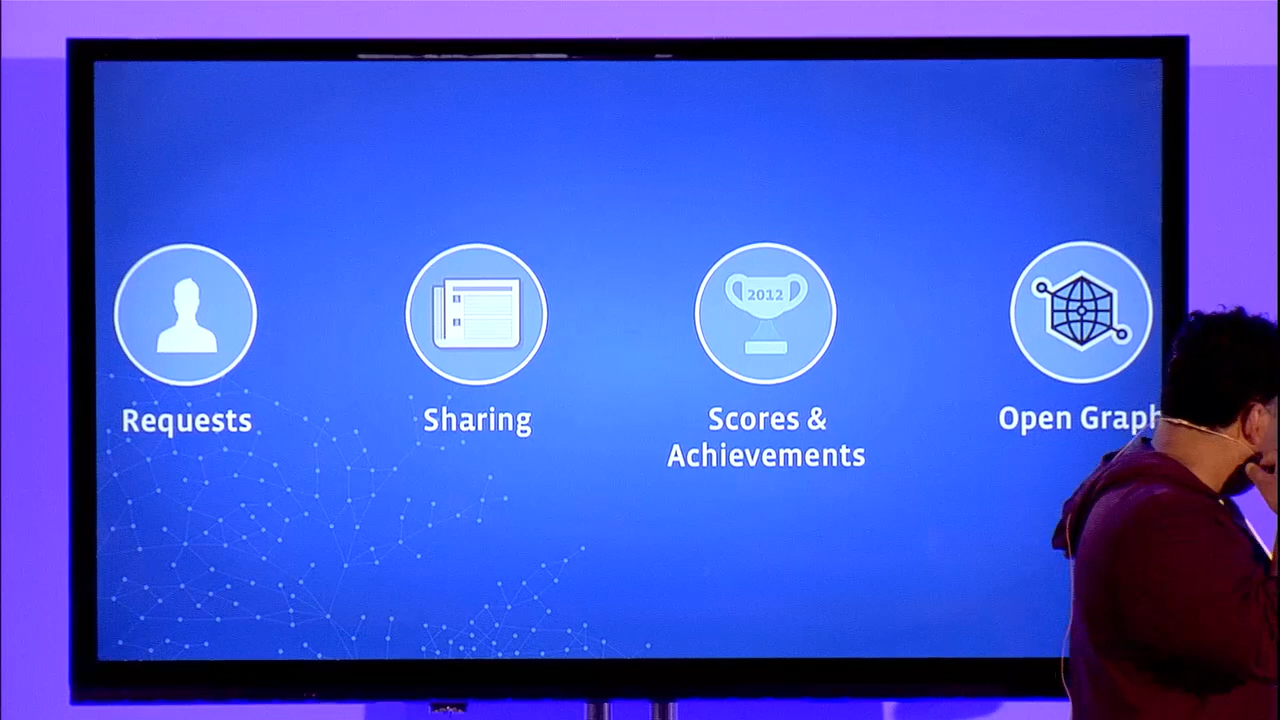 2012
Requests
Sharing
Scores &
Achievements
Open Graph